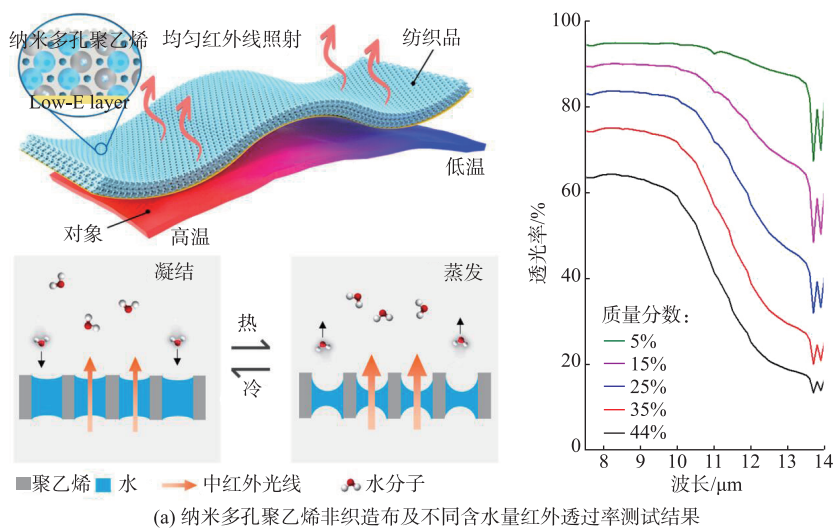 纳米多孔聚乙烯
Low-E layer
均匀红外线照射
纺织品
低温
对象
高温
凝结
热
冷
蒸发
聚乙烯
水
中红外光线
水分子
100
80
60
40
20
0
透光率/%
质量分数：
5%
15%
25%
35%
44%
8 9 10 11 12 13 14
波长/μm
(a) 纳米多孔聚乙烯非织造布及不同含水量红外透过率测试结果